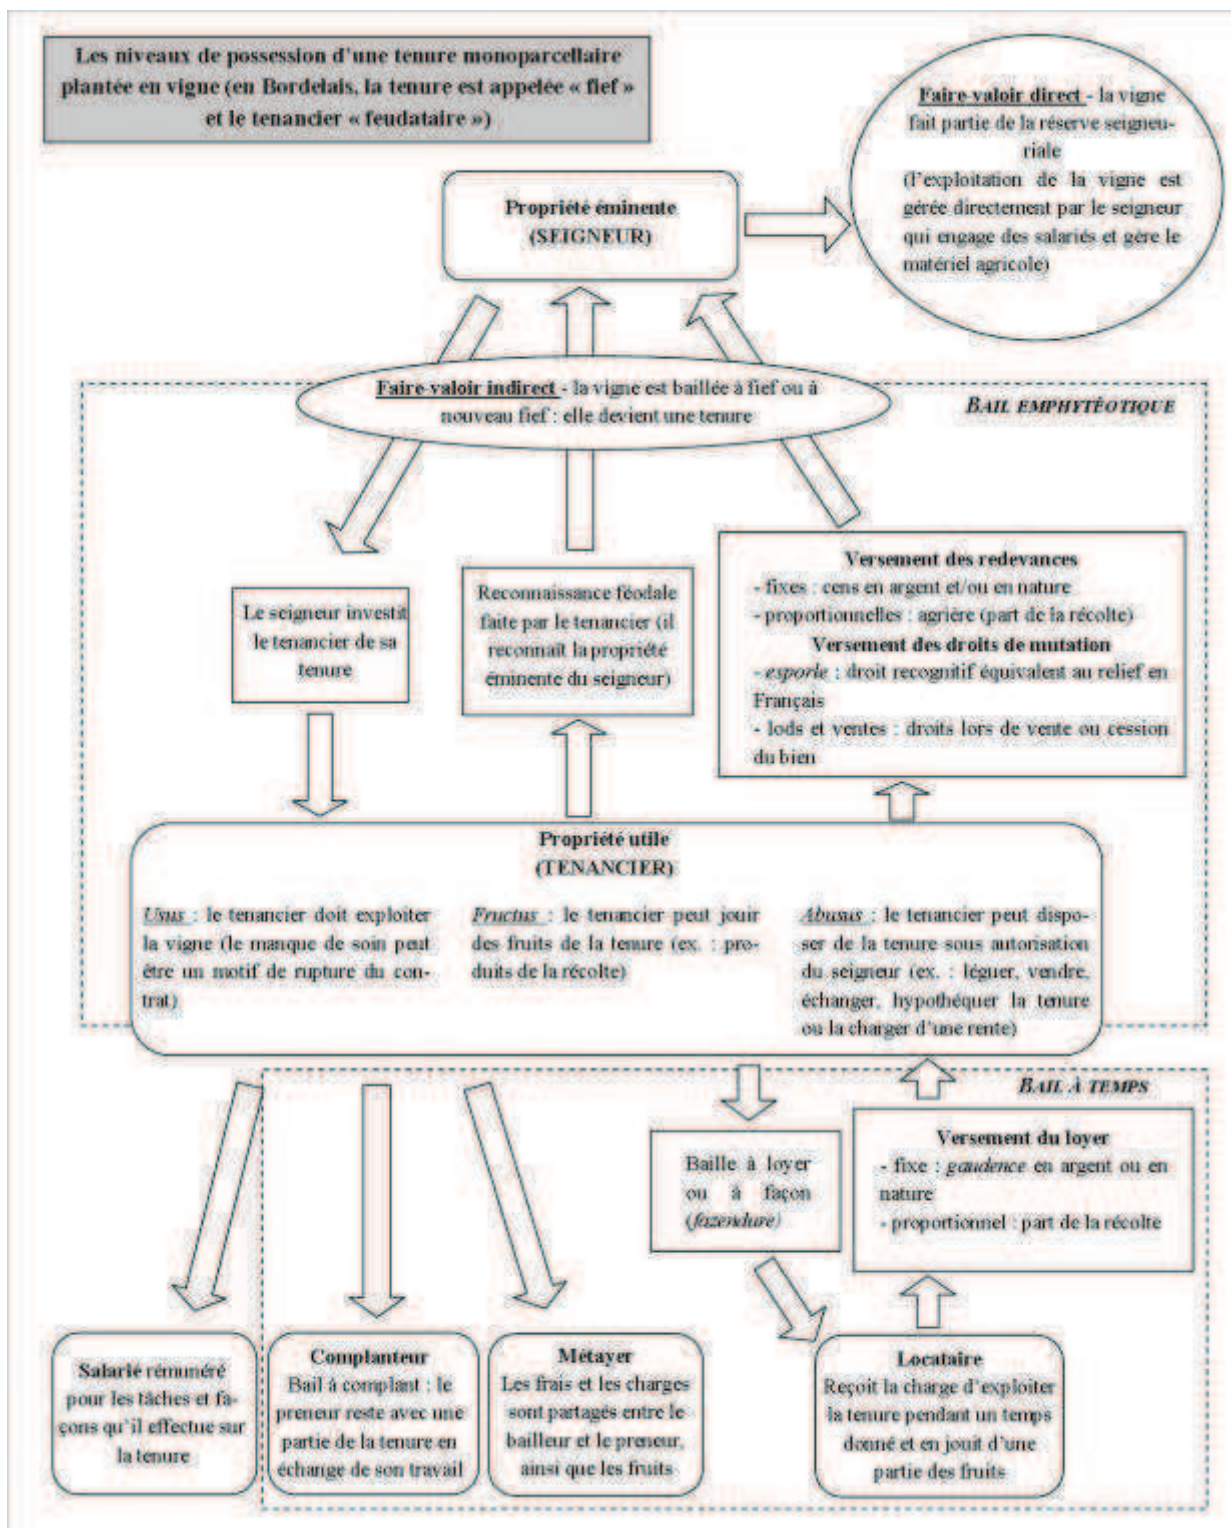 Les niveaux de possession d'une tenure monoparcellaire
plantée en vigne (en Bordelais, la tenure est appelée « fief »
et le tenancier « feudataire »)
Faire-valoir direct - la vigne
fait partie de la réserve seigneu-
riale
(l'exploitation de la vigne est
gérée directement par le seigneur
qui engage des salariés et gère le
matériel agricole)
Propriété éminente
(SEIGNEUR)
Faire-valoir indirect - la vigne est baillée à fief ou à
nouveau fief : elle devient une tenure
BAIL EMPHYTÉOTIQUE
Le seigneur investit
le tenancier de sa
tenure
Reconnaissance féodale
faite par le tenancier (il
reconnaît la propriété
éminente du seigneur)
Versement des redevances
- fixes : cens en argent et/ou en nature
- proportionnelles : agrière (part de la récolte)
Versement des droits de mutation
- esporle : droit recognitif équivalent au relief en
Français
- lods et ventes : droits lors de vente ou cession
du bien
Propriété utile
(TENANCIER)
Usus : le tenancier doit exploiter
la vigne (le manque de soin peut
être un motif de rupture du con-
trat)
Fructus : le tenancier peut jouir
des fruits de la tenure (ex. : pro-
duits de la récolte)
Abusus : le tenancier peut dispo-
ser de la tenure sous autorisation
du seigneur (ex. : léguer, vendre,
échanger, hypothéquer la tenure
ou la charger d'une rente)
BAIL À TEMPS
Baille à loyer
ou à façon
(fazendure)
Versement du loyer
- fixe : gaudence en argent ou en
nature
- proportionnel : part de la récolte
Salarié rémunéré
pour les tâches et fa-
çons qu'il effectue sur
la tenure
Complanteur
Bail à complant : le
preneur reste avec une
partie de la tenure en
échange de son travail
Métayer
Les frais et les charges
sont partagés entre le
bailleur et le preneur,
ainsi que les fruits
Locataire
Reçoit la charge d'exploiter
la tenure pendant un temps
donné et en jouit d'une
partie des fruits